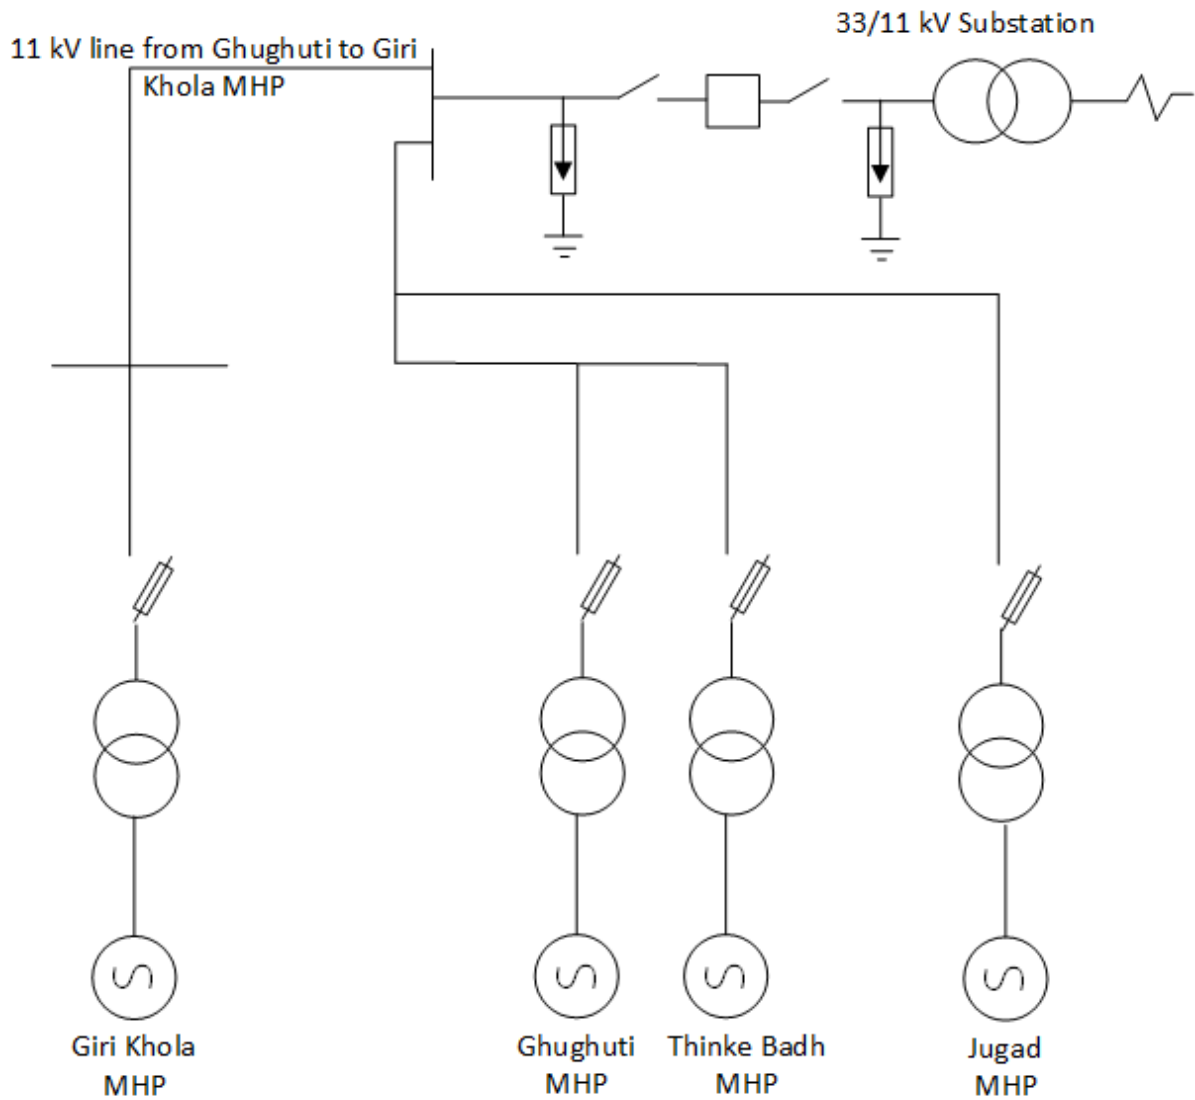 33/11 kV Substation
11 kV line from Ghughuti to Giri
Khola MHP
Giri Khola
MHP
Ghughuti
MHP
Thinke Badh
MHP
Jugad
MHP